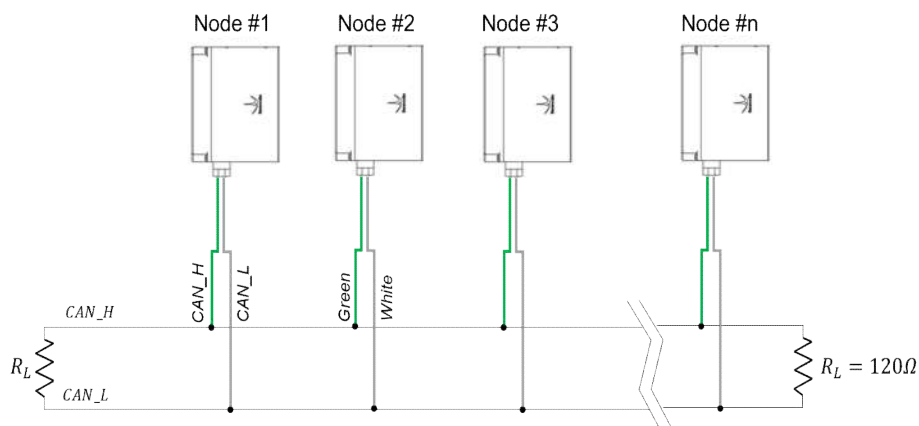 Node #1
Node #2
Node #3
Node #n
CAN_H
CAN_L
Green
White
CAN_H
R_L
CAN_L
R_L = 120Ω